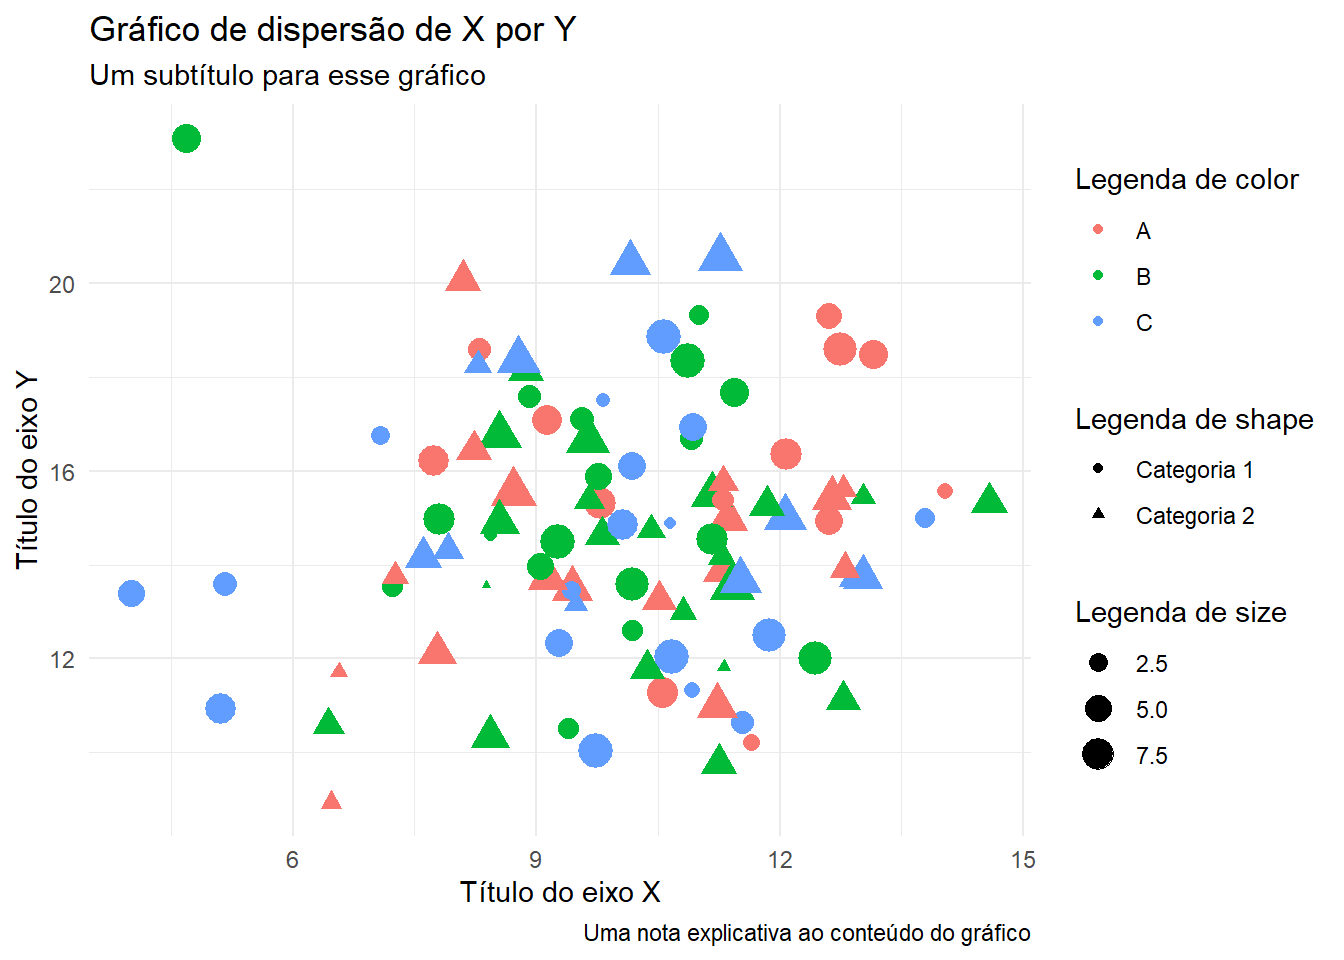 Gráfico de dispersão de X por Y
Um subtítulo para esse gráfico
Título do eixo Y
20
16
12
6
9
12
15
Título do eixo X
Uma nota explicativa ao conteúdo do gráfico
Legenda de color
A
B
C
Legenda de shape
Categoria 1
Categoria 2
Legenda de size
2.5
5.0
7.5